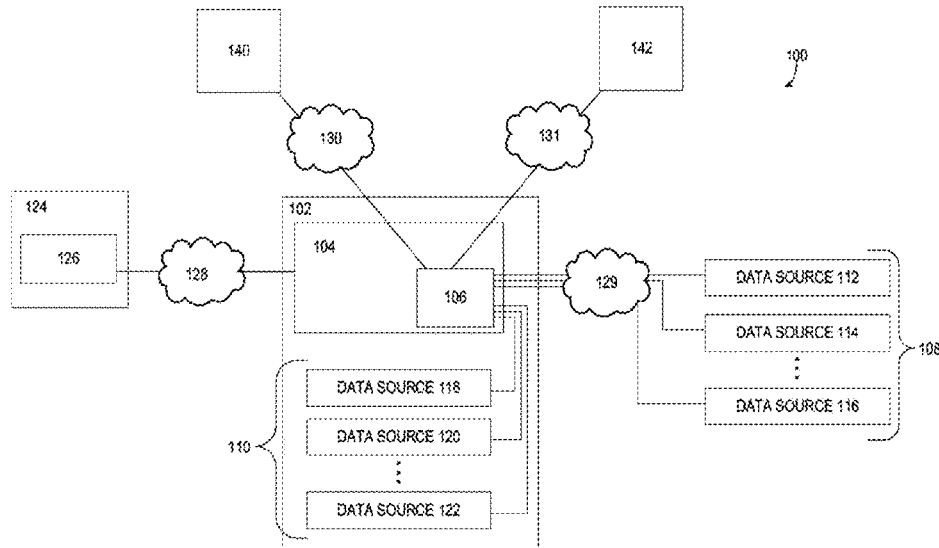 140
142
100
130
131
124
126
128
102
104
106
129
DATA SOURCE 112
DATA SOURCE 114
DATA SOURCE 116
108
110
DATA SOURCE 118
DATA SOURCE 120
DATA SOURCE 122